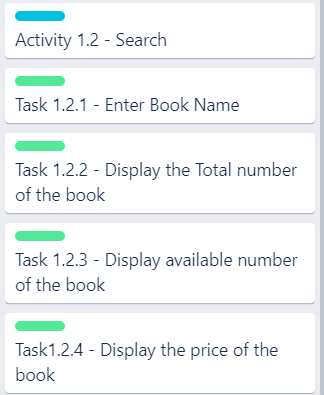 Activity 1.2 - Search
Task 1.2.1 - Enter Book Name
Task 1.2.2 - Display the Total number
of the book
Task 1.2.3 - Display available number
of the book
Task1.2.4 - Display the price of the
book